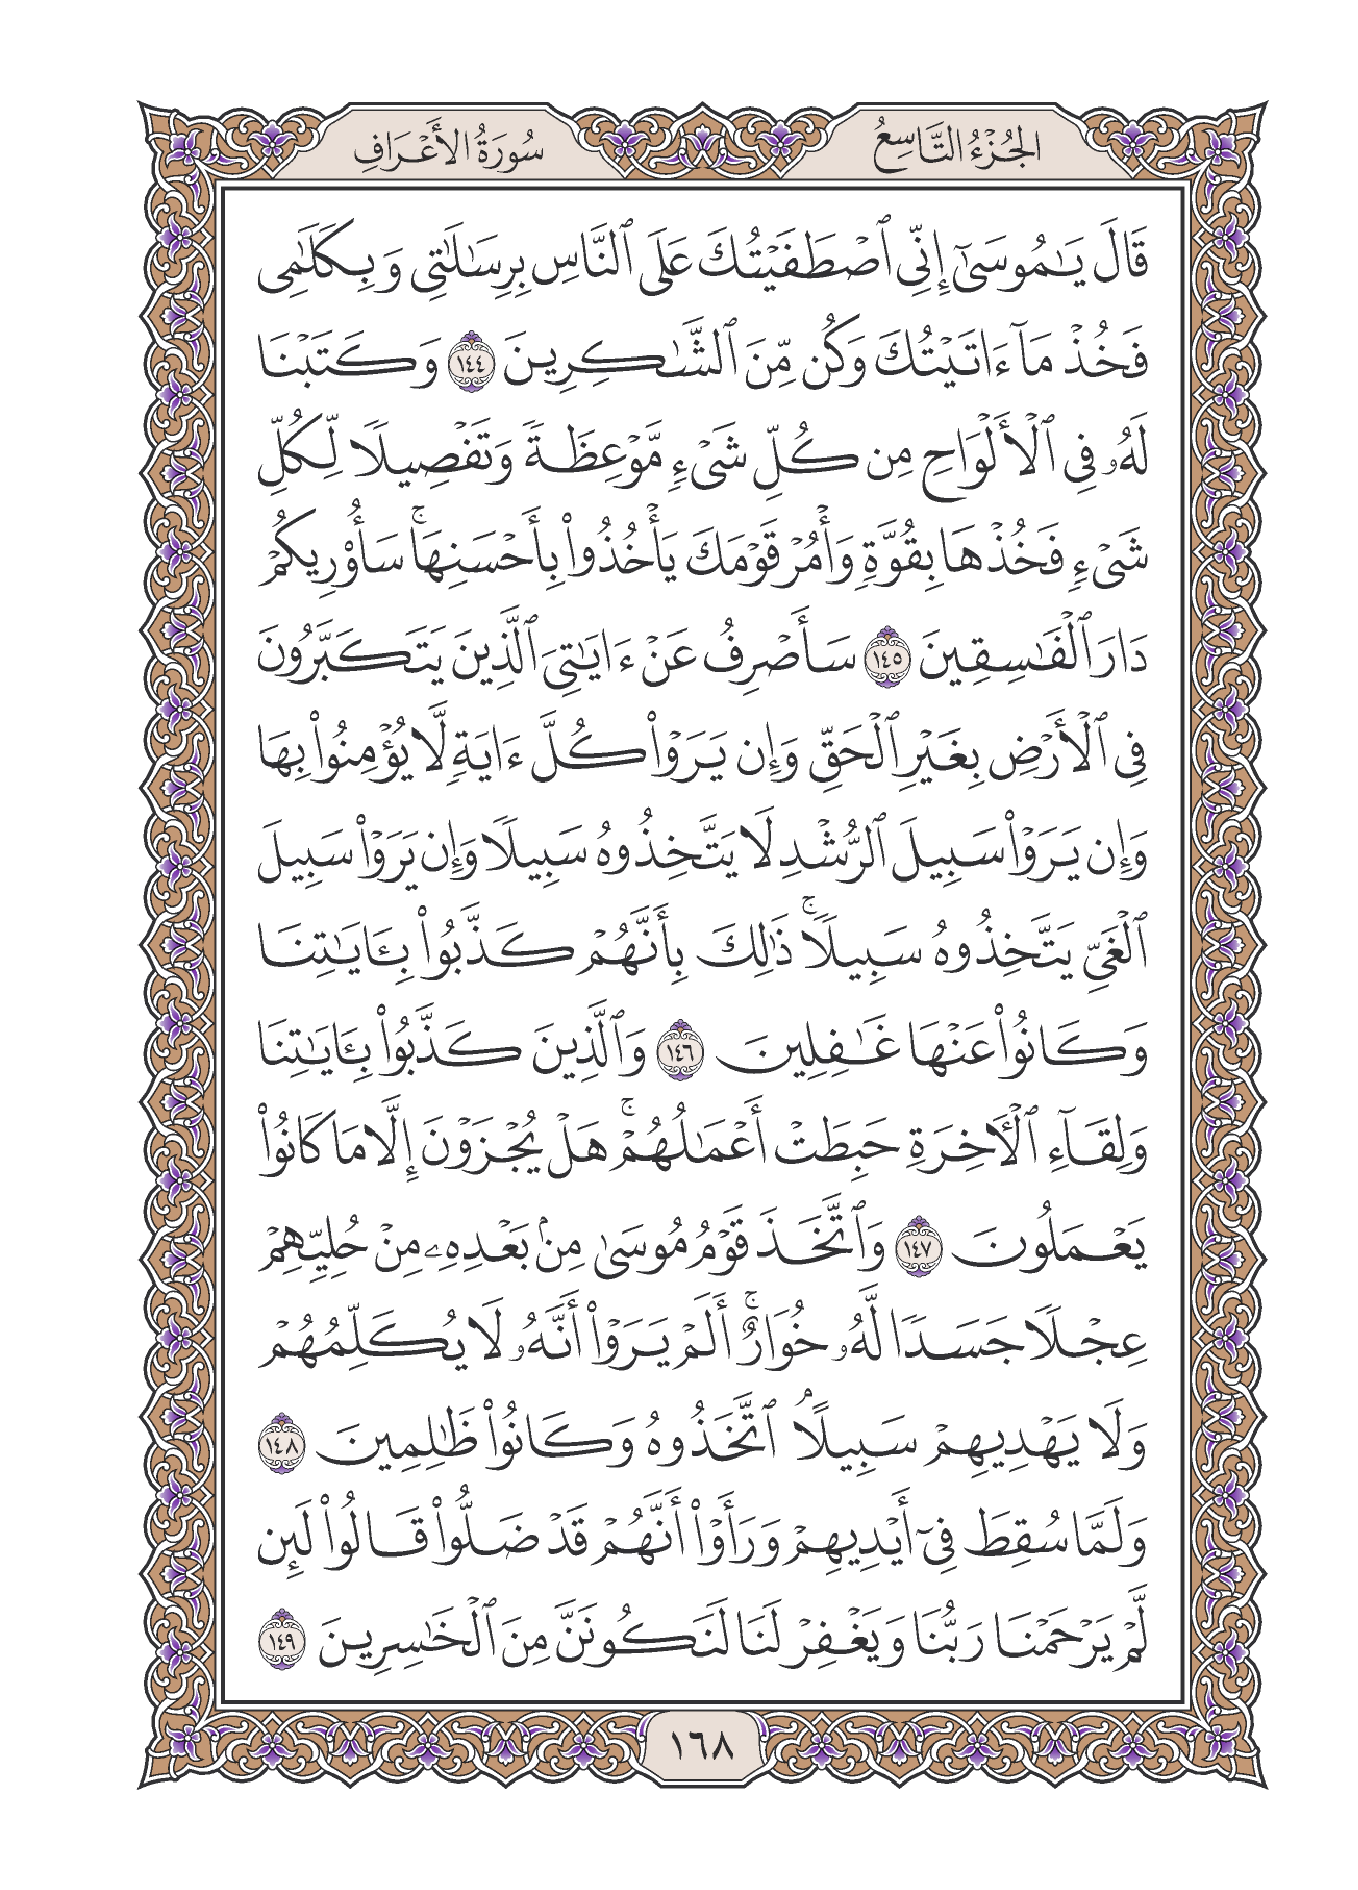 الجُزْءُ التَّاسِعُ
سُورَةُ الأَعْرَافِ
قَالَ يَٰمُوسَىٰٓ إِنِّي ٱصْطَفَيْتُكَ عَلَى ٱلنَّاسِ بِرِسَٰلَٰتِي وَبِكَلَٰمِي
فَخُذْ مَآ ءَاتَيْتُكَ وَكُن مِّنَ ٱلشَّٰكِرِينَ ١٤٤ وَكَتَبْنَا
لَهُۥ فِي ٱلْأَلْوَاحِ مِن كُلِّ شَيْءٍ مَّوْعِظَةً وَتَفْصِيلًا لِّكُلِّ
شَيْءٍ فَخُذْهَا بِقُوَّةٍ وَأْمُرْ قَوْمَكَ يَأْخُذُوا۟ بِأَحْسَنِهَاۚ سَأُو۟رِيكُمْ
دَارَ ٱلْفَٰسِقِينَ ١٤٥ سَأَصْرِفُ عَنْ ءَايَٰتِيَ ٱلَّذِينَ يَتَكَبَّرُونَ
فِي ٱلْأَرْضِ بِغَيْرِ ٱلْحَقِّ وَإِن يَرَوْا۟ كُلَّ ءَايَةٍ لَّا يُؤْمِنُوا۟ بِهَا
وَإِن يَرَوْا۟ سَبِيلَ ٱلرُّشْدِ لَا يَتَّخِذُوهُ سَبِيلًا وَإِن يَرَوْا۟ سَبِيلَ
ٱلْغَيِّ يَتَّخِذُوهُ سَبِيلًاۚ ذَٰلِكَ بِأَنَّهُمْ كَذَّبُوا۟ بِـَٔايَٰتِنَا
وَكَانُوا۟ عَنْهَا غَٰفِلِينَ ١٤٦ وَٱلَّذِينَ كَذَّبُوا۟ بِـَٔايَٰتِنَا
وَلِقَآءِ ٱلْأَخِرَةِ حَبِطَتْ أَعْمَٰلُهُمْۚ هَلْ يُجْزَوْنَ إِلَّا مَا كَانُوا۟
يَعْمَلُونَ ١٤٧ وَٱتَّخَذَ قَوْمُ مُوسَىٰ مِنۢ بَعْدِهِۦ مِنْ حُلِيِّهِمْ
عِجْلًا جَسَدًا لَّهُۥ خُوَارٌۚ أَلَمْ يَرَوْا۟ أَنَّهُۥ لَا يُكَلِّمُهُمْ
وَلَا يَهْدِيهِمْ سَبِيلًاۘ ٱتَّخَذُوهُ وَكَانُوا۟ ظَٰلِمِينَ ١٤٨
وَلَمَّا سُقِطَ فِيٓ أَيْدِيهِمْ وَرَأَوْا۟ أَنَّهُمْ قَدْ ضَلُّوا۟ قَالُوا۟ لَئِن
لَّمْ يَرْحَمْنَا رَبُّنَا وَيَغْفِرْ لَنَا لَنَكُونَنَّ مِنَ ٱلْخَٰسِرِينَ ١٤٩
١٦٨